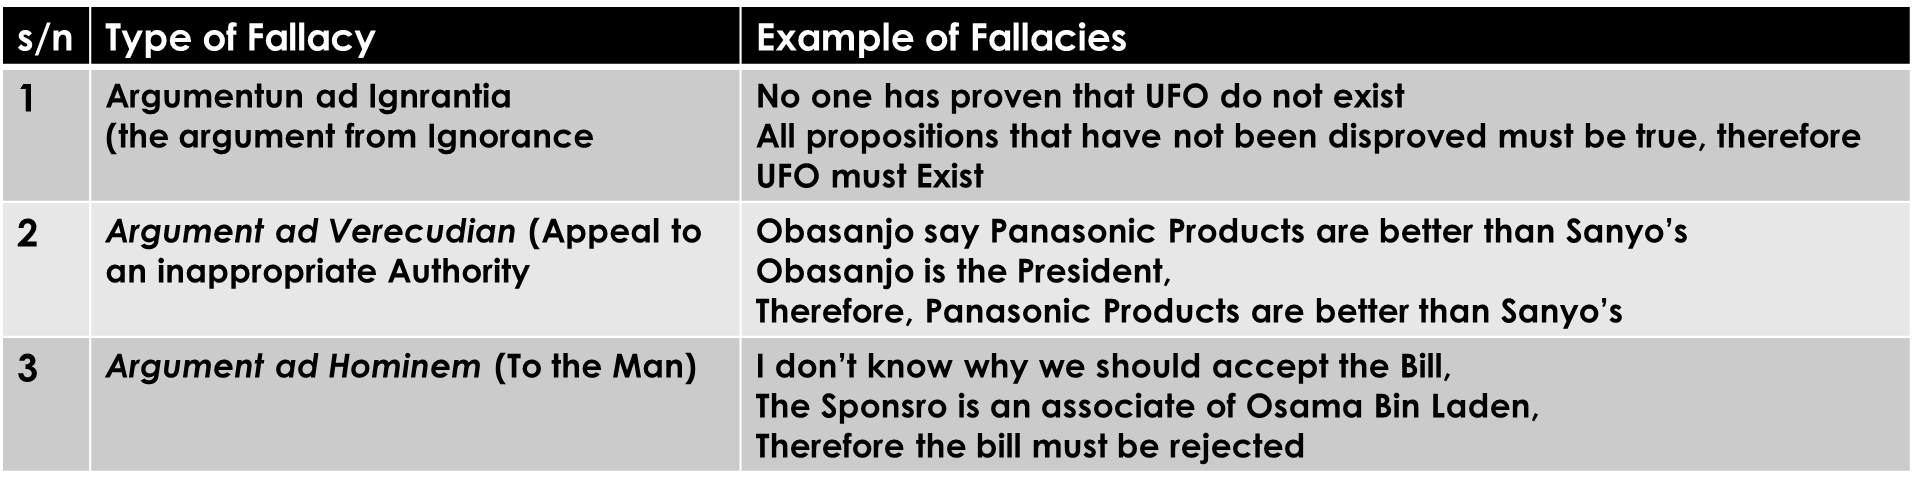 s/n Type of Fallacy Example of Fallacies
1 Argumentun ad Ignrantia No one has proven that UFO do not exist
(the argument from Ignorance All propositions that have not been disproved must be true, therefore
UFO must Exist
2 Argument ad Verecudian (Appeal to Obasanjo say Panasonic Products are better than Sanyo’s
an inappropriate Authority Obasanjo is the President,
Therefore, Panasonic Products are better than Sanyo’s
3 Argument ad Hominem (To the Man) I don’t know why we should accept the Bill,
The Sponsro is an associate of Osama Bin Laden,
Therefore the bill must be rejected